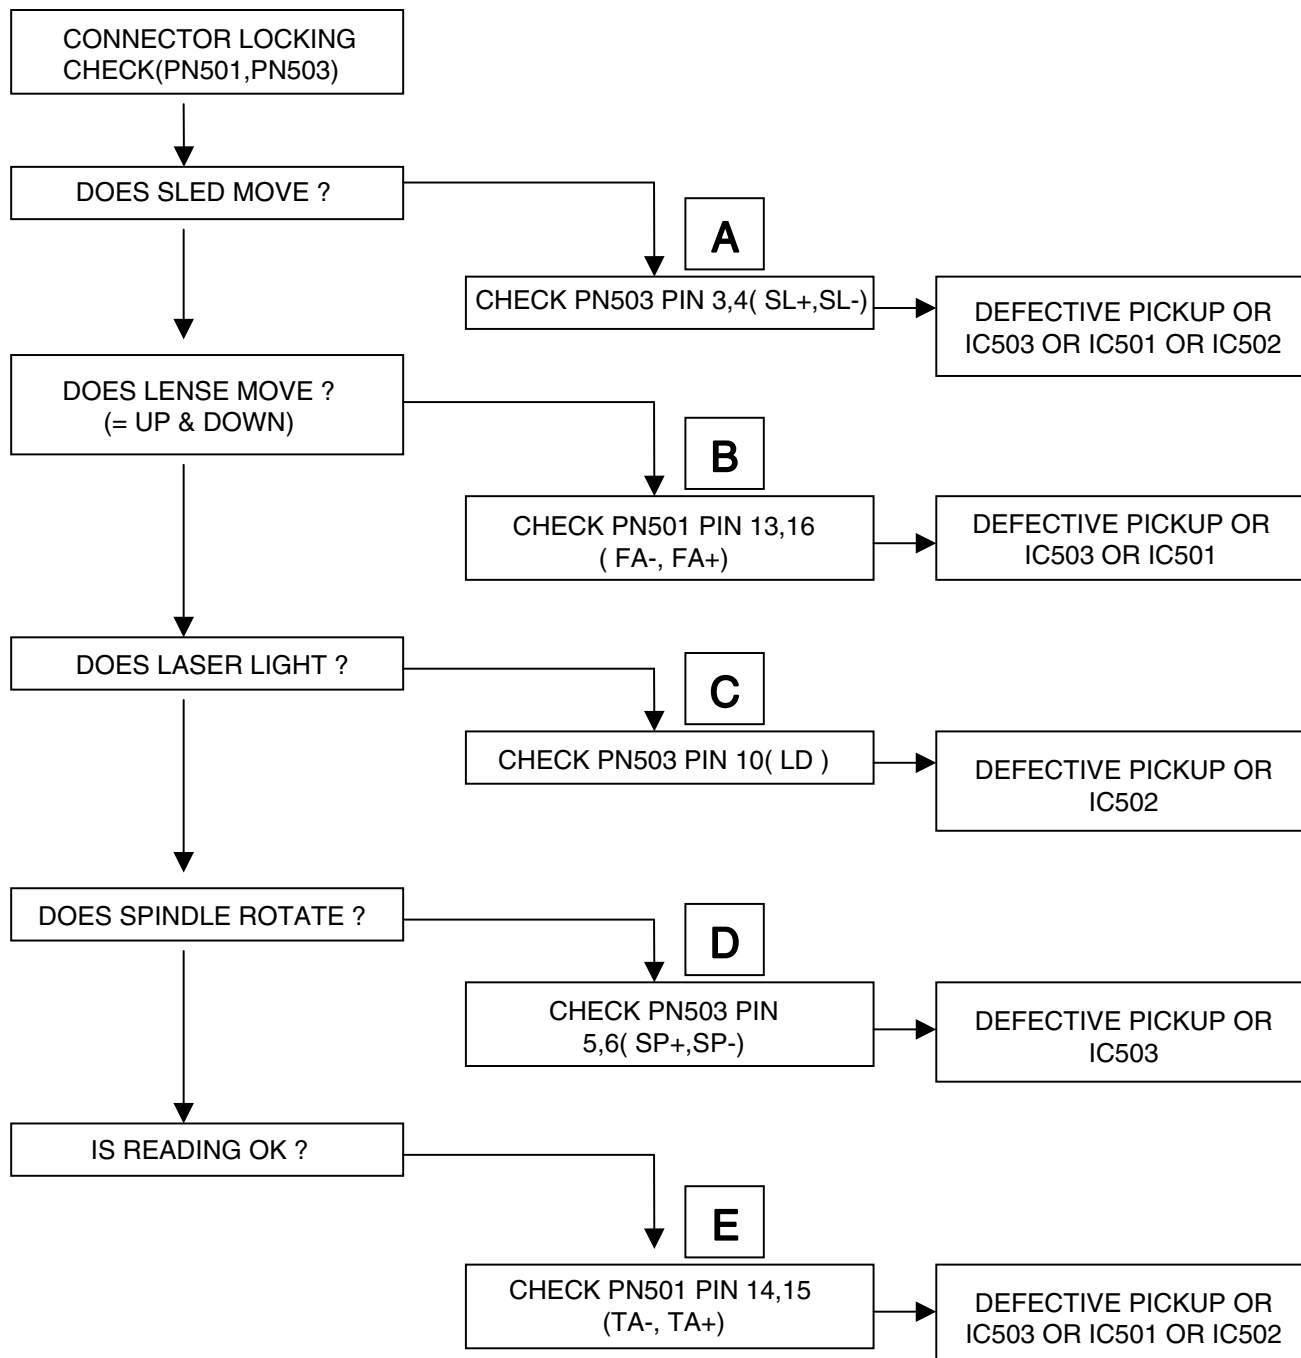 CONNECTOR LOCKING
CHECK(PN501,PN503)
DOES SLED MOVE ?
A
CHECK PN503 PIN 3,4( SL+,SL-)
DEFECTIVE PICKUP OR
IC503 OR IC501 OR IC502
DOES LENSE MOVE ?
(= UP & DOWN)
B
CHECK PN501 PIN 13,16
( FA-, FA+)
DEFECTIVE PICKUP OR
IC503 OR IC501
DOES LASER LIGHT ?
C
CHECK PN503 PIN 10( LD )
DEFECTIVE PICKUP OR
IC502
DOES SPINDLE ROTATE ?
D
CHECK PN503 PIN
5,6( SP+,SP-)
DEFECTIVE PICKUP OR
IC503
IS READING OK ?
E
CHECK PN501 PIN 14,15
(TA-, TA+)
DEFECTIVE PICKUP OR
IC503 OR IC501 OR IC502